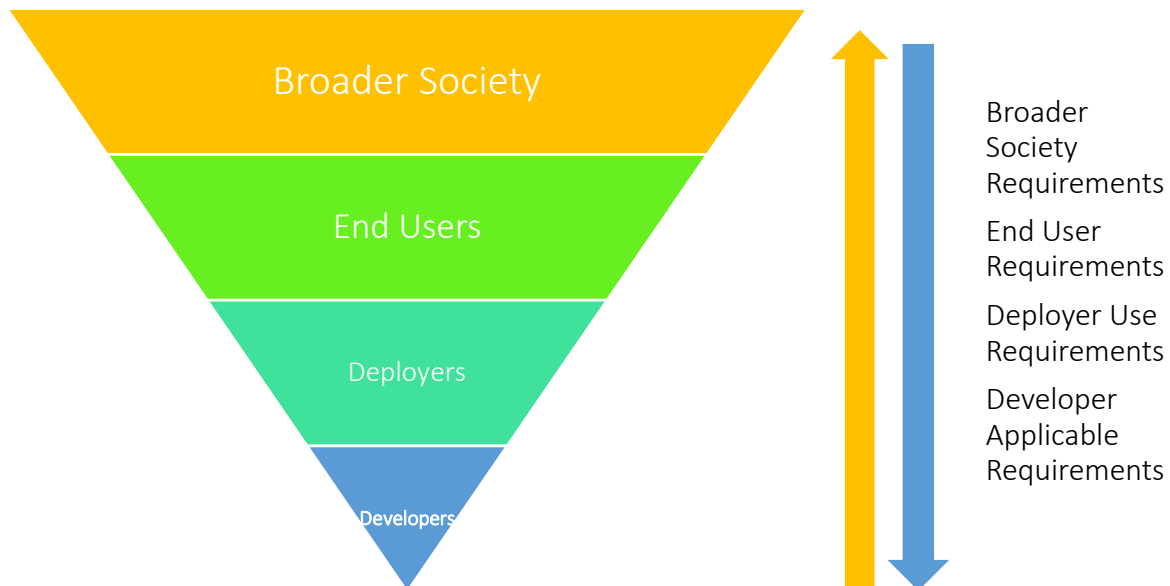 Broader Society
End Users
Deployers
Developers
Broader
Society
Requirements
End User
Requirements
Deployer Use
Requirements
Developer
Applicable
Requirements